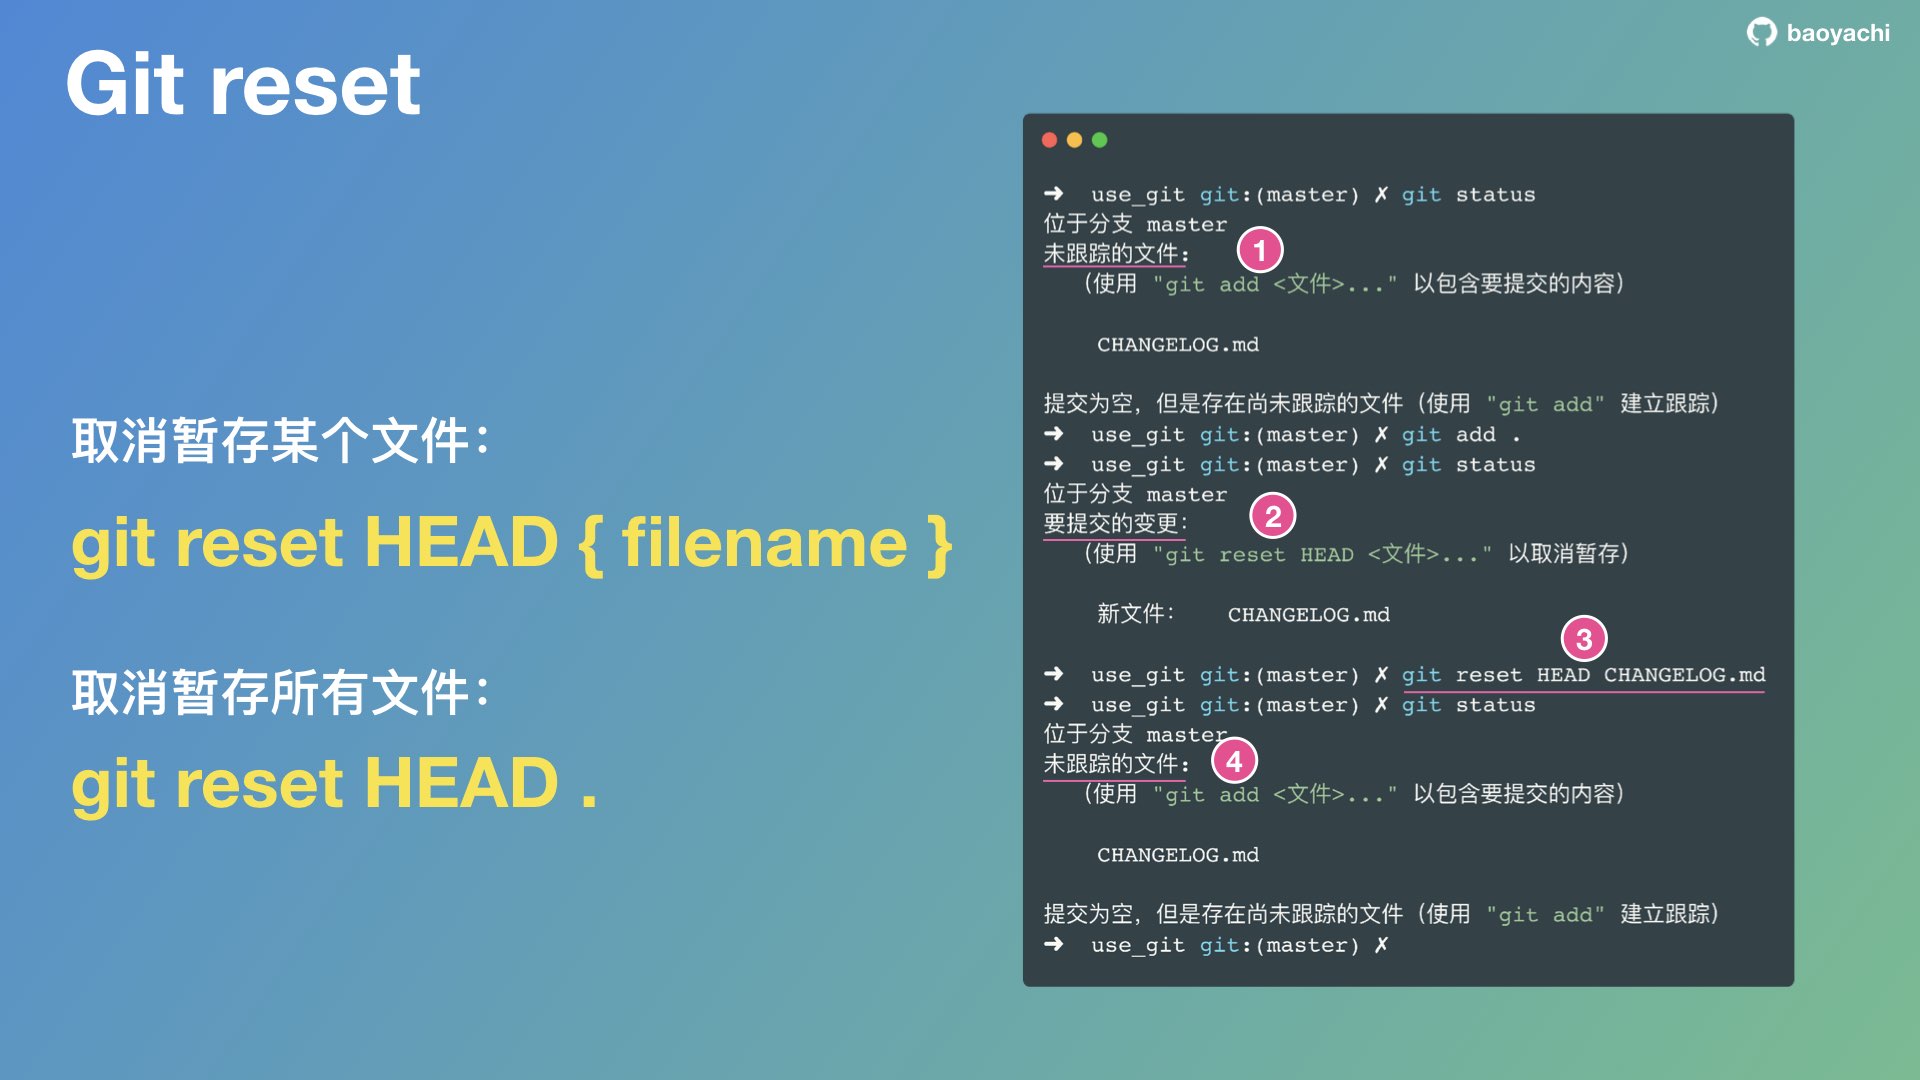 Git reset
baoyachi
取消暂存某个文件：
git reset HEAD { filename }
取消暂存所有文件：
git reset HEAD .
➜ use_git git:(master) ✗ git status
位于分支 master
未跟踪的文件:
1
（使用 "git add <文件>..." 以包含要提交的内容）
CHANGELOG.md
提交为空，但是存在尚未跟踪的文件（使用 "git add" 建立跟踪）
➜ use_git git:(master) ✗ git add .
➜ use_git git:(master) ✗ git status
位于分支 master
要提交的变更：
2
（使用 "git reset HEAD <文件>..." 以取消暂存）
新文件： CHANGELOG.md
3
➜ use_git git:(master) ✗ git reset HEAD CHANGELOG.md
➜ use_git git:(master) ✗ git status
位于分支 master
未跟踪的文件:
4
（使用 "git add <文件>..." 以包含要提交的内容）
CHANGELOG.md
提交为空，但是存在尚未跟踪的文件（使用 "git add" 建立跟踪）
➜ use_git git:(master) ✗